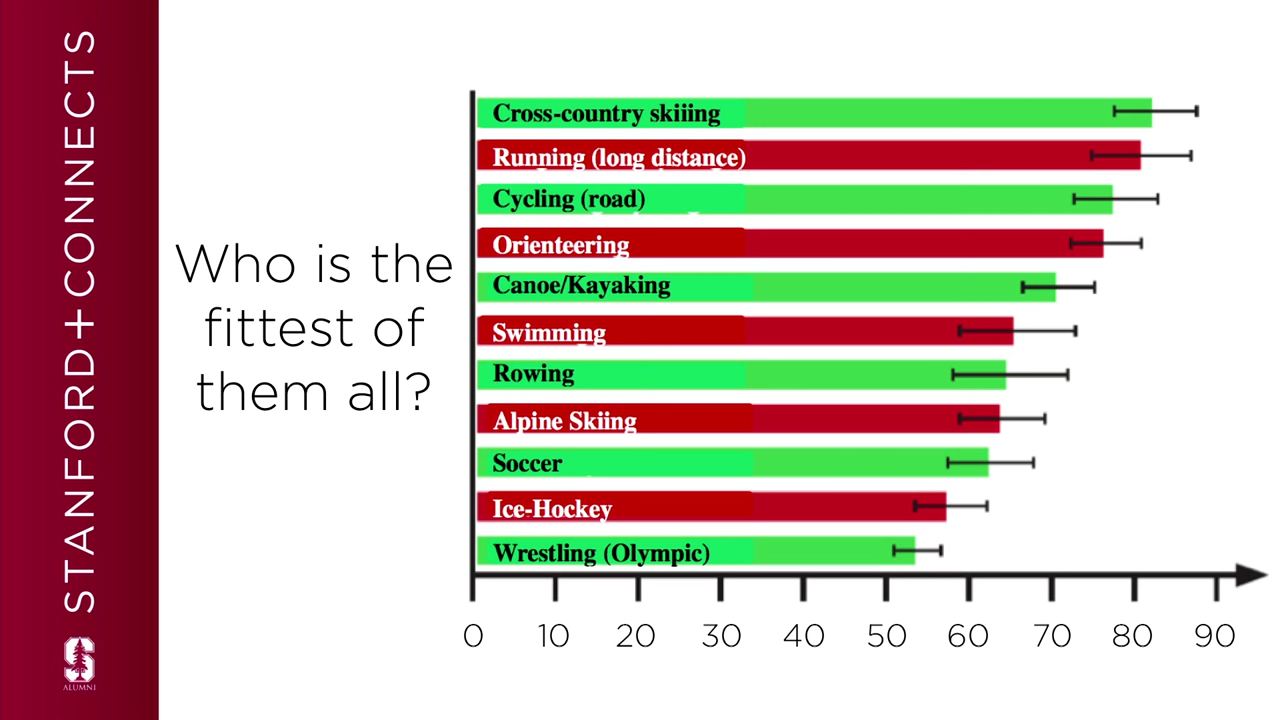 STANFORD+CONNECTS
S
ALUMNI
Who is the
fittest of
them all?
Cross-country skiiing
Running (long distance)
Cycling (road)
Orienteering
Canoe/Kayaking
Swimming
Rowing
Alpine Skiing
Soccer
Ice-Hockey
Wrestling (Olympic)
0 10 20 30 40 50 60 70 80 90